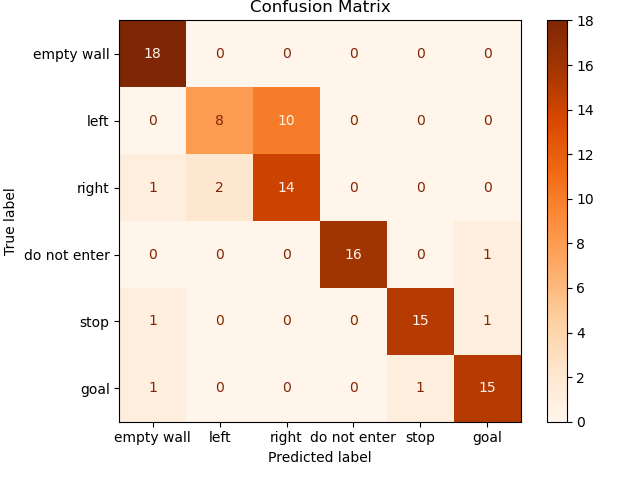 Confusion Matrix
empty wall 18 0 0 0 0 0
left 0 8 10 0 0 0
right 1 2 14 0 0 0
do not enter 0 0 0 16 0 1
stop 1 0 0 0 15 1
goal 1 0 0 0 1 15
empty wall left right do not enter stop goal
Predicted label
True label
18
16
14
12
10
8
6
4
2
0